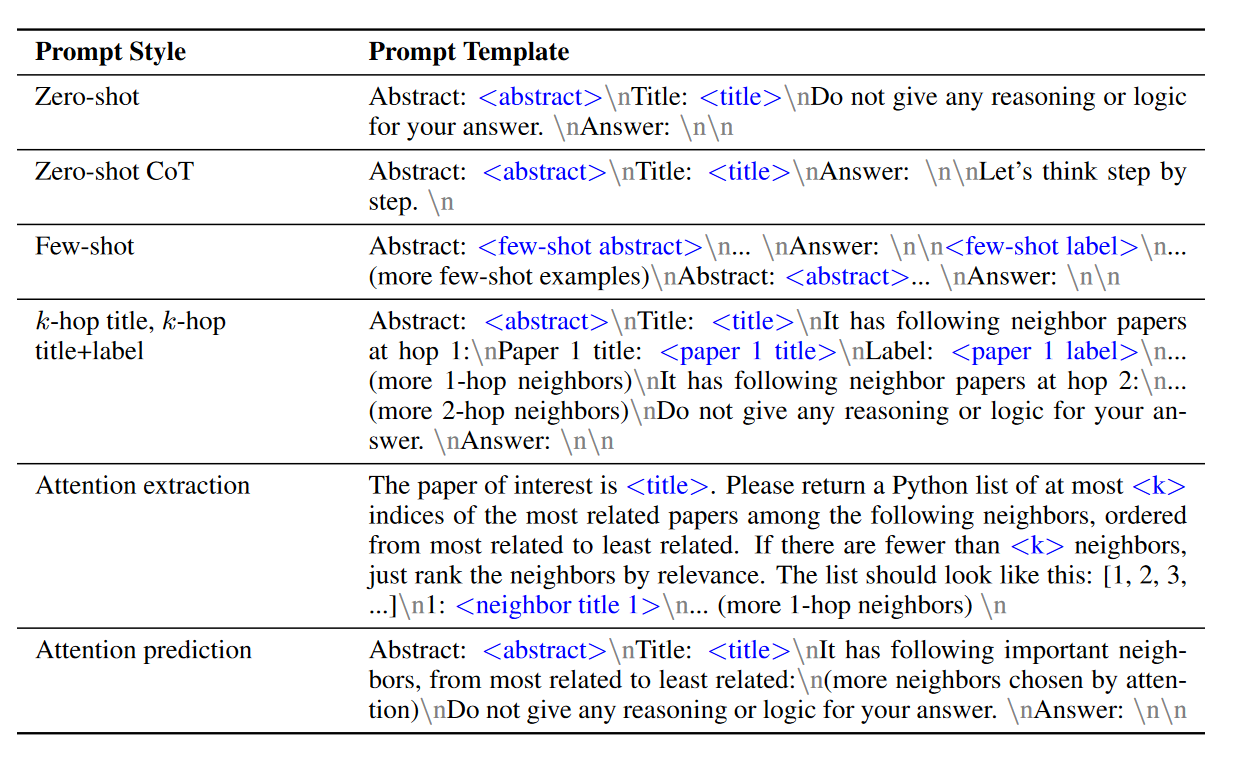 Prompt Style Prompt Template
Zero-shot Abstract: <abstract>\nTitle: <title>\nDo not give any reasoning or logic
for your answer. \nAnswer: \n\n
Zero-shot CoT Abstract: <abstract>\nTitle: <title>\nAnswer: \n\nLet's think step by
step. \n
Few-shot Abstract: <few-shot abstract>\n... \nAnswer: \n\n<few-shot label>\n...
(more few-shot examples)\nAbstract: <abstract>... \nAnswer: \n\n
k-hop title, k-hop Abstract: <abstract>\nTitle: <title>\nIt has following neighbor papers
title+label at hop 1:\nPaper 1 title: <paper 1 title>\nLabel: <paper 1 label>\n...
(more 1-hop neighbors)\nIt has following neighbor papers at hop 2:\n...
(more 2-hop neighbors)\nDo not give any reasoning or logic for your an-
swer. \nAnswer: \n\n
Attention extraction The paper of interest is <title>. Please return a Python list of at most <k>
indices of the most related papers among the following neighbors, ordered
from most related to least related. If there are fewer than <k> neighbors,
just rank the neighbors by relevance. The list should look like this: [1, 2, 3,
...]\n1: <neighbor title 1>\n... (more 1-hop neighbors) \n
Attention prediction Abstract: <abstract>\nTitle: <title>\nIt has following important neigh-
bors, from most related to least related:\n(more neighbors chosen by atten-
tion)\nDo not give any reasoning or logic for your answer. \nAnswer: \n\n